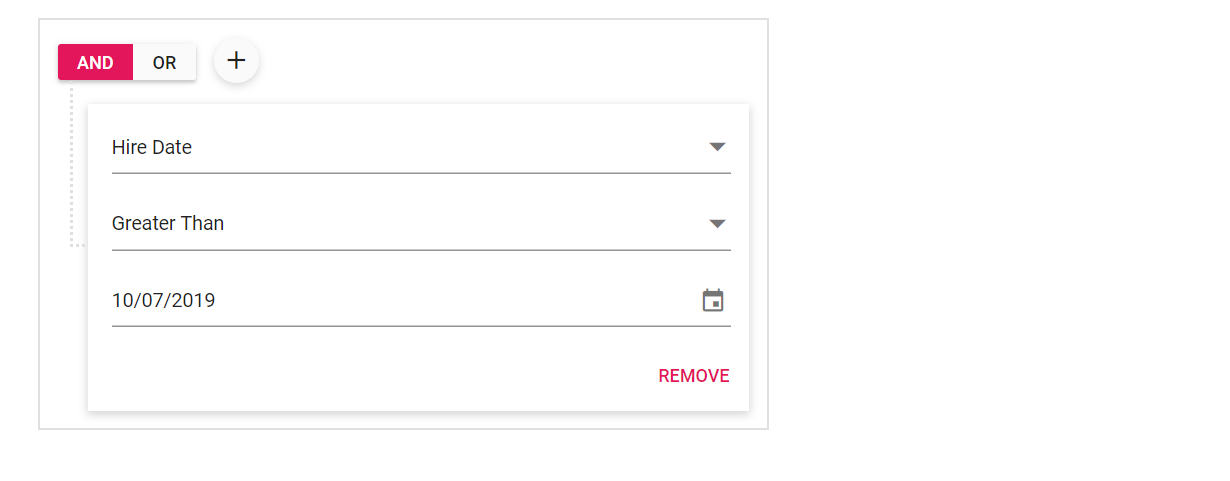 AND OR +
Hire Date
Greater Than
10/07/2019
REMOVE